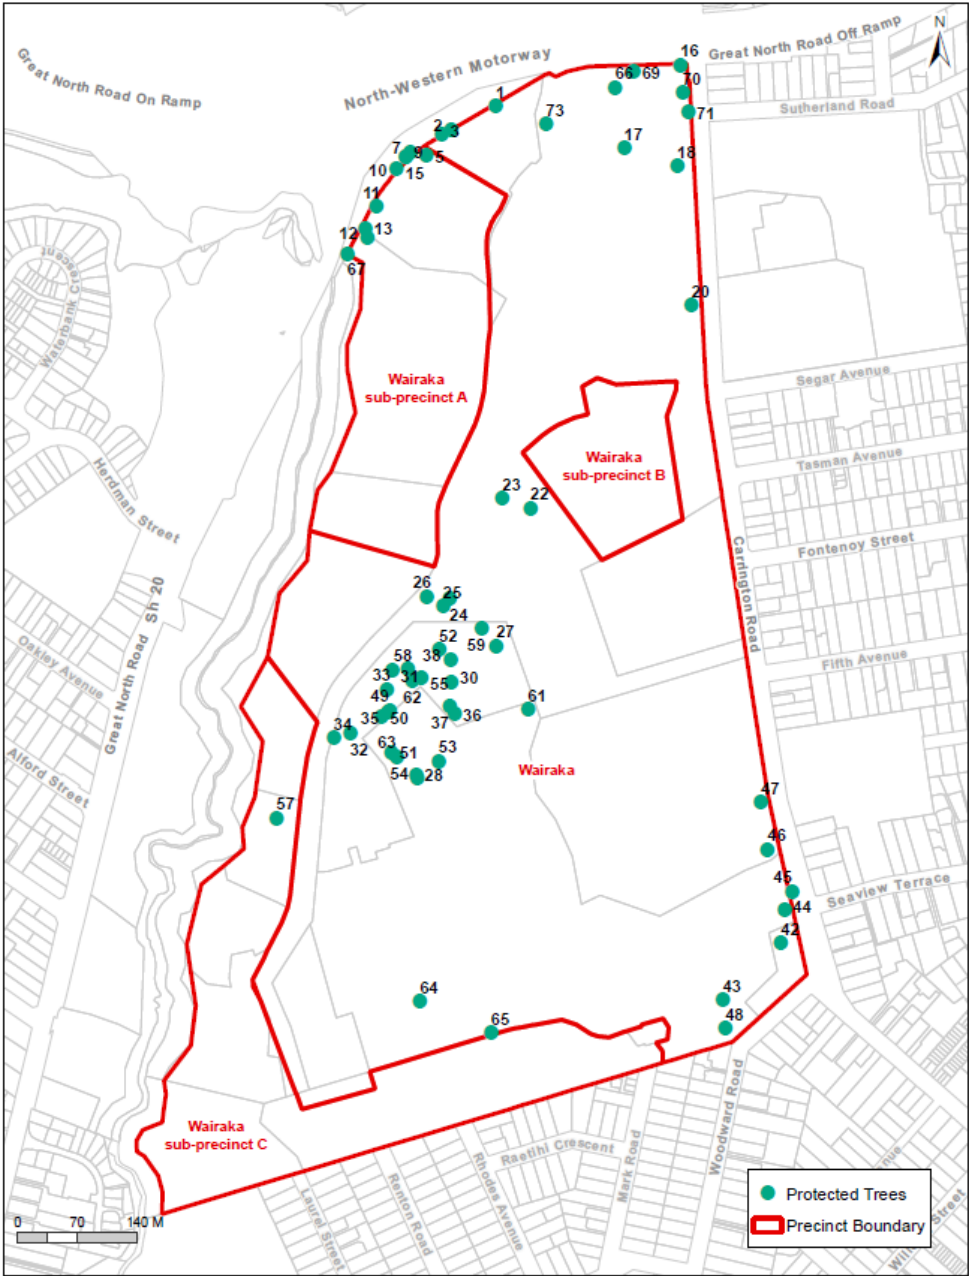 N
Great North Road Off Ramp
North-Western Motorway
Great North Road On Ramp
16
66 69
70
Sutherland Road
1
71
73
2 3
17
7 9 5
18
10 15
11
12 13
67
20
Waterbank Crescent
Segar Avenue
Wairaka
sub-precinct A
Tasman Avenue
Wairaka
sub-precinct B
Herdman Street
23
22
Fontenoy Street
Carrington Road
Great North Road
Sh 20
26 25
24
27
52
59
38
58
Fifth Avenue
Oakley Avenue
33 31 55 30
49 62
61
35 50
37 36
34
32
63 51
53
54 28
Wairaka
Alford Street
57
47
46
45
Seaview Terrace
44
42
64
43
65
48
Woodward Road
Wairaka
sub-precinct C
Raetihi Crescent
Mark Road
Rhodes Avenue
Renton Road
Laurel Street
Protected Trees
Precinct Boundary
0 70 140 M